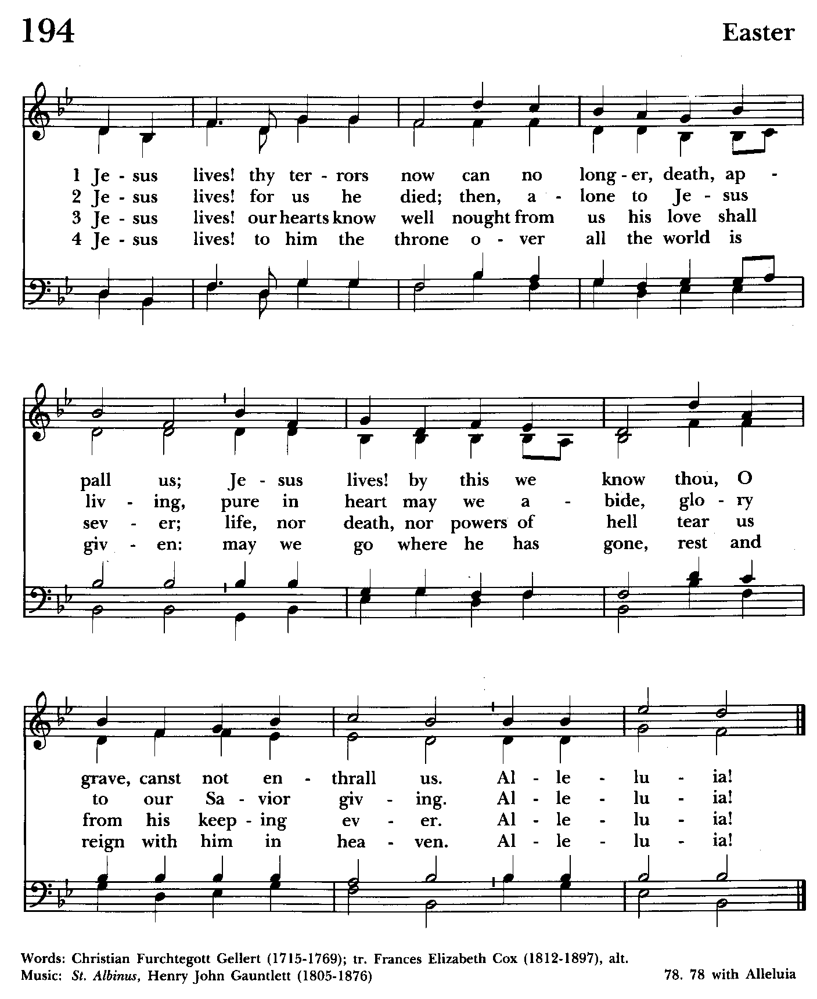 194
Easter
1 Je - sus lives! thy ter - rors now can no long - er, death, ap -
2 Je - sus lives! for us he died; then, a - lone to Je - sus
3 Je - sus lives! our hearts know well nought from us his love shall
4 Je - sus lives! to him the throne o - ver all the world is
pall us; Je - sus lives! by this we know thou, O
liv - ing, pure in heart may we a - bide, glo - ry
sev - er; life, nor death, nor powers of hell tear us
giv - en: may we go where he has gone, rest and
grave, canst not en - thrall us. Al - le - lu - ia!
to our Sa - vior giv - ing. Al - le - lu - ia!
from his keep - ing ev - er. Al - le - lu - ia!
reign with him in hea - ven. Al - le - lu - ia!
Words: Christian Furchtegott Gellert (1715-1769); tr. Frances Elizabeth Cox (1812-1897), alt.
Music: St. Albinus, Henry John Gauntlett (1805-1876)
78. 78 with Alleluia